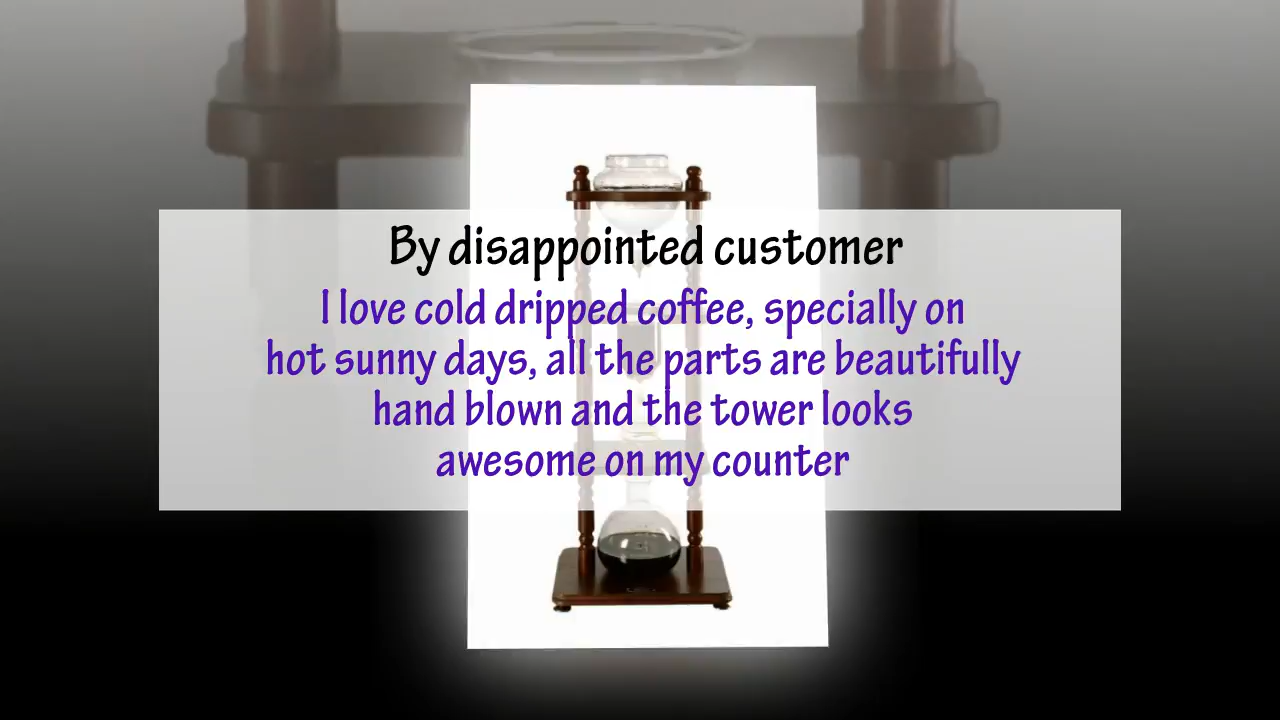 By disappointed customer
I love cold dripped coffee, specially on
hot sunny days, all the parts are beautifully
hand blown and the tower looks
awesome on my counter